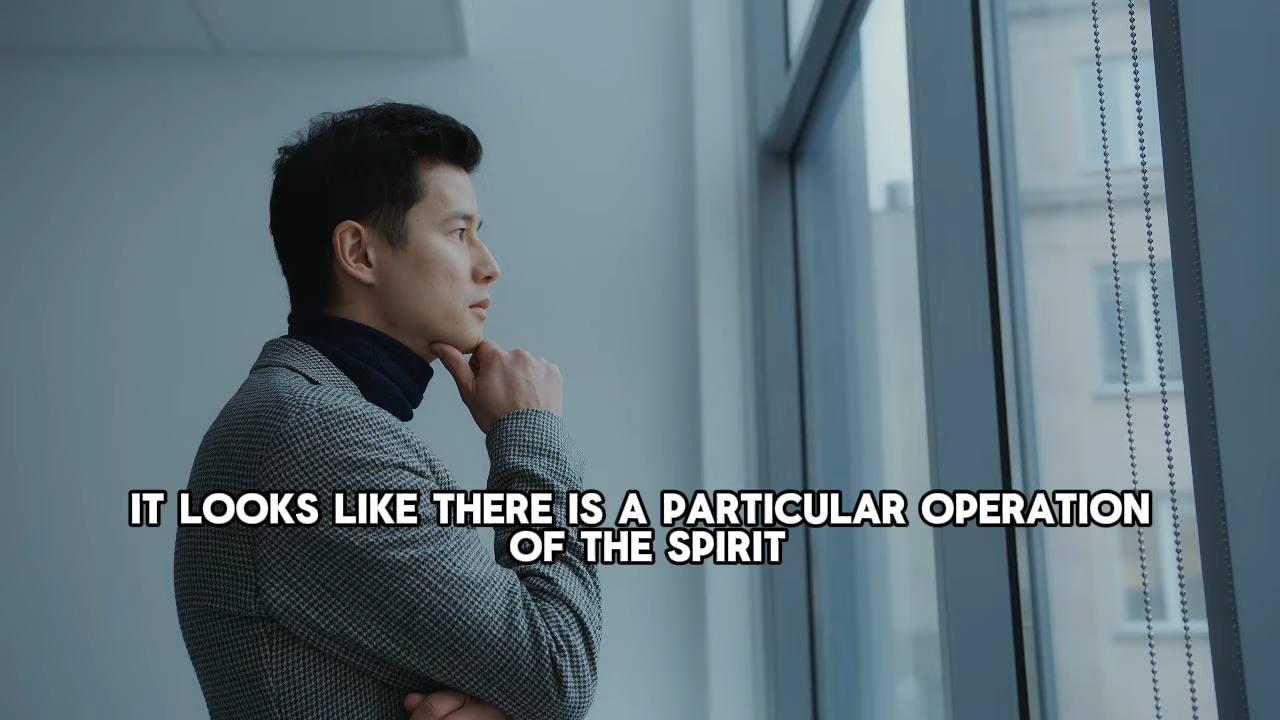 IT LOOKS LIKE THERE IS A PARTICULAR OPERATION
OF THE SPIRIT